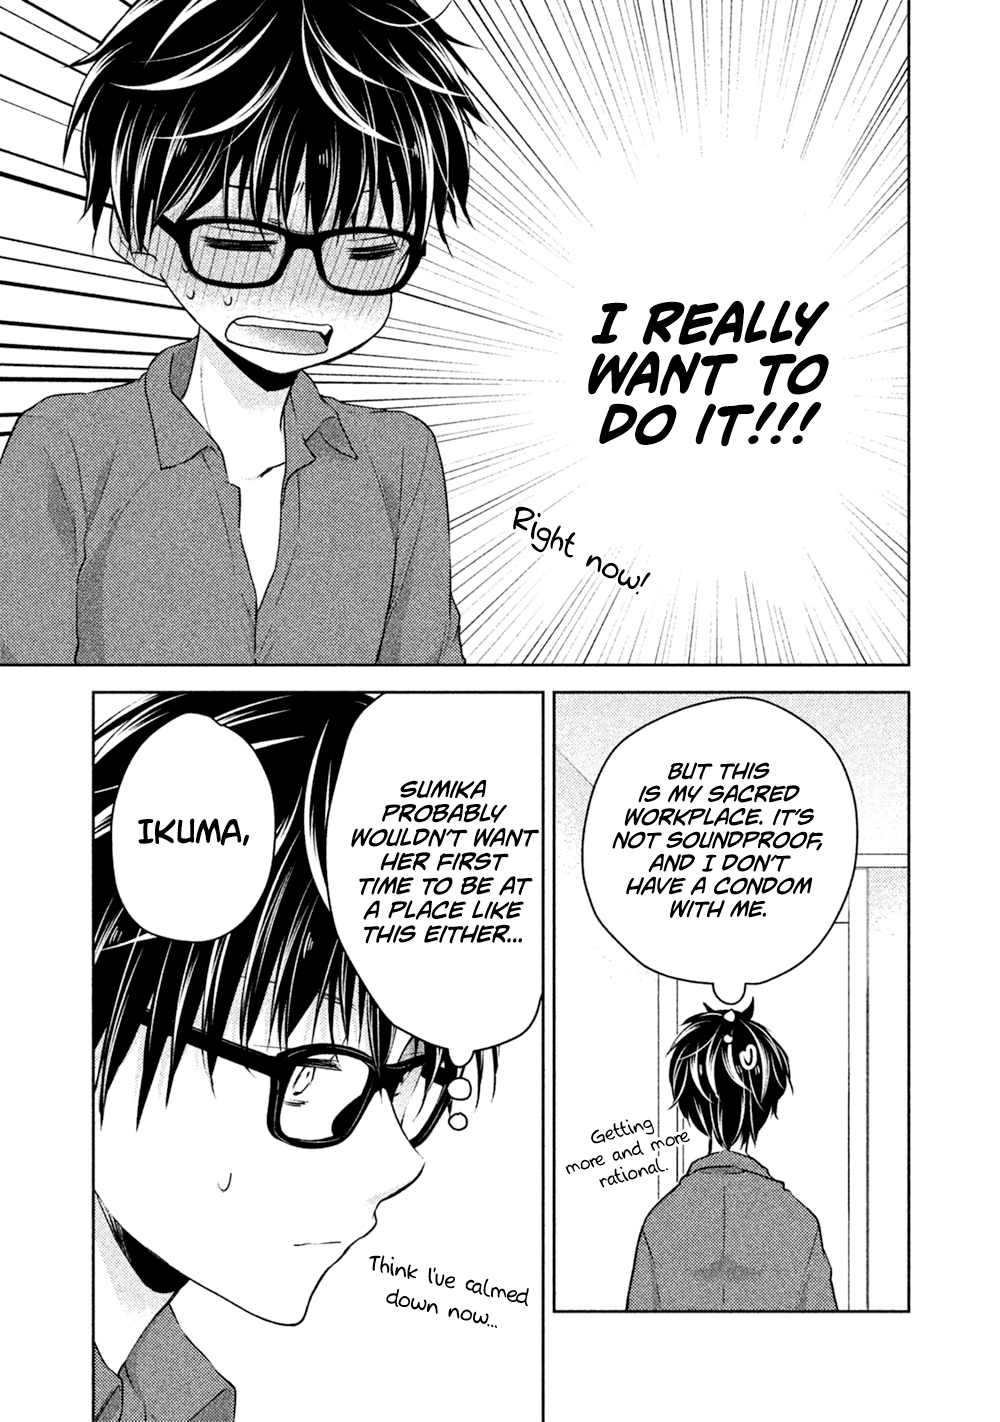 I REALLY
WANT TO
DO IT!!!
Right now!
BUT THIS
IS MY SACRED
WORKPLACE. IT'S
NOT SOUNDPROOF,
AND I DON'T
HAVE A CONDOM
WITH ME.
Getting
more and more
rational.
SUMIKA
PROBABLY
WOULDN'T WANT
HER FIRST
TIME TO BE AT
A PLACE LIKE
THIS EITHER...
IKUMA,
Think I've calmed
down now...